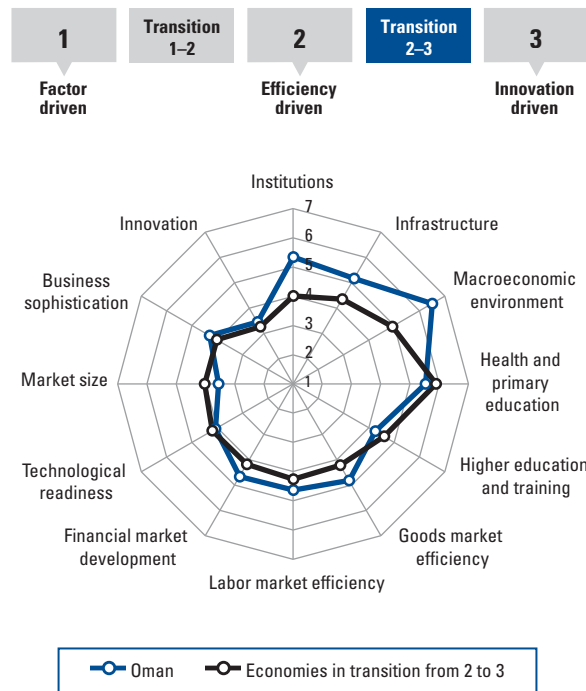 1
Transition
1–2
2
Transition
2–3
3
Factor
driven
Efficiency
driven
Innovation
driven
Institutions
7
Innovation
6
Infrastructure
5
Business
sophistication
4
Macroeconomic
environment
3
2
Market size
1
Health and
primary
education
Technological
readiness
Higher education
and training
Financial market
development
Goods market
efficiency
Labor market efficiency
Oman
Economies in transition from 2 to 3